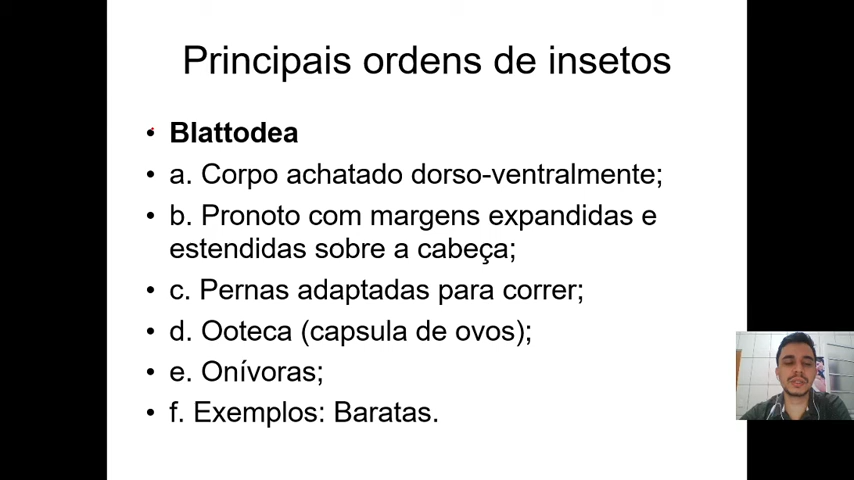 Principais ordens de insetos
• Blattodea
• a. Corpo achatado dorso-ventralmente;
• b. Pronoto com margens expandidas e
estendidas sobre a cabeça;
• c. Pernas adaptadas para correr;
• d. Ooteca (capsula de ovos);
• e. Onívoras;
• f. Exemplos: Baratas.